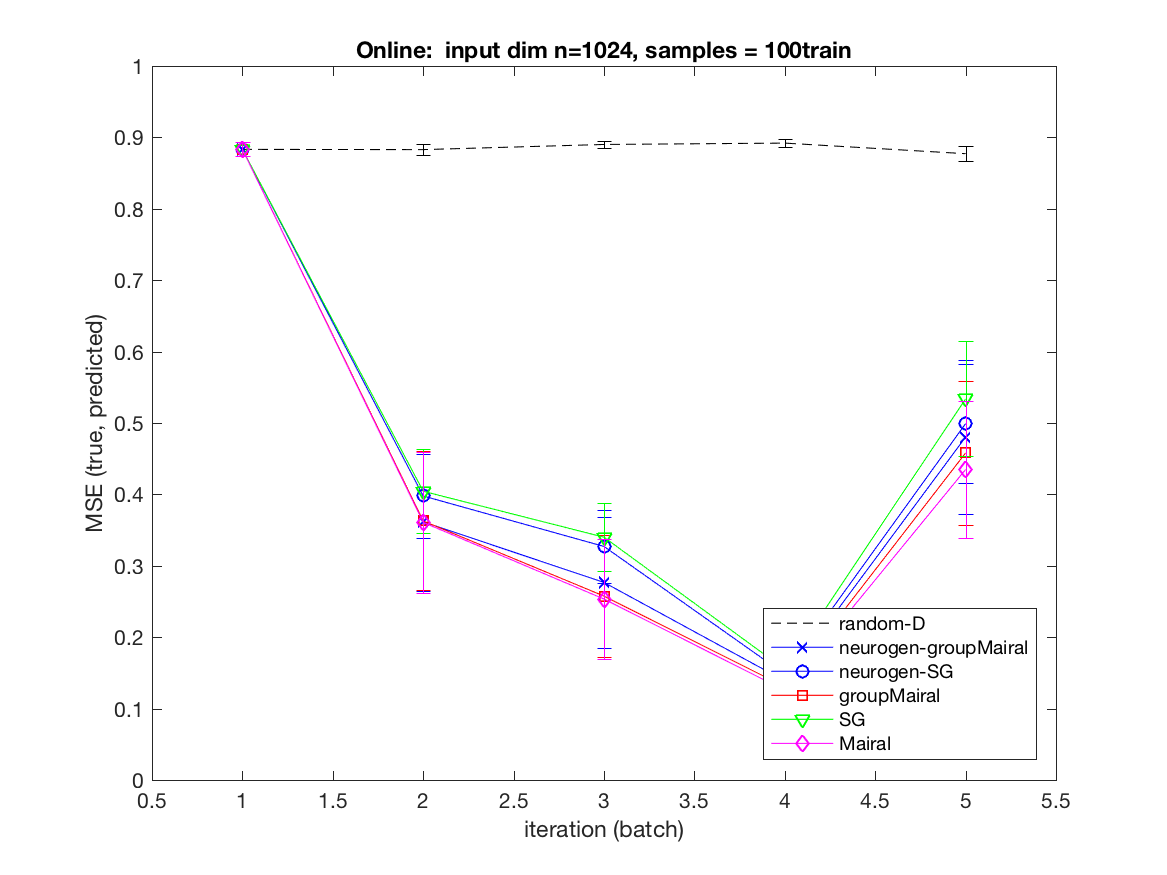 Online:  input dim n=1024, samples = 100train
MSE (true, predicted)
1
0.9
0.8
0.7
0.6
0.5
0.4
0.3
0.2
0.1
0
random-D
neurogen-groupMairal
neurogen-SG
groupMairal
SG
Mairal
0.5 1 1.5 2 2.5 3 3.5 4 4.5 5 5.5
iteration (batch)